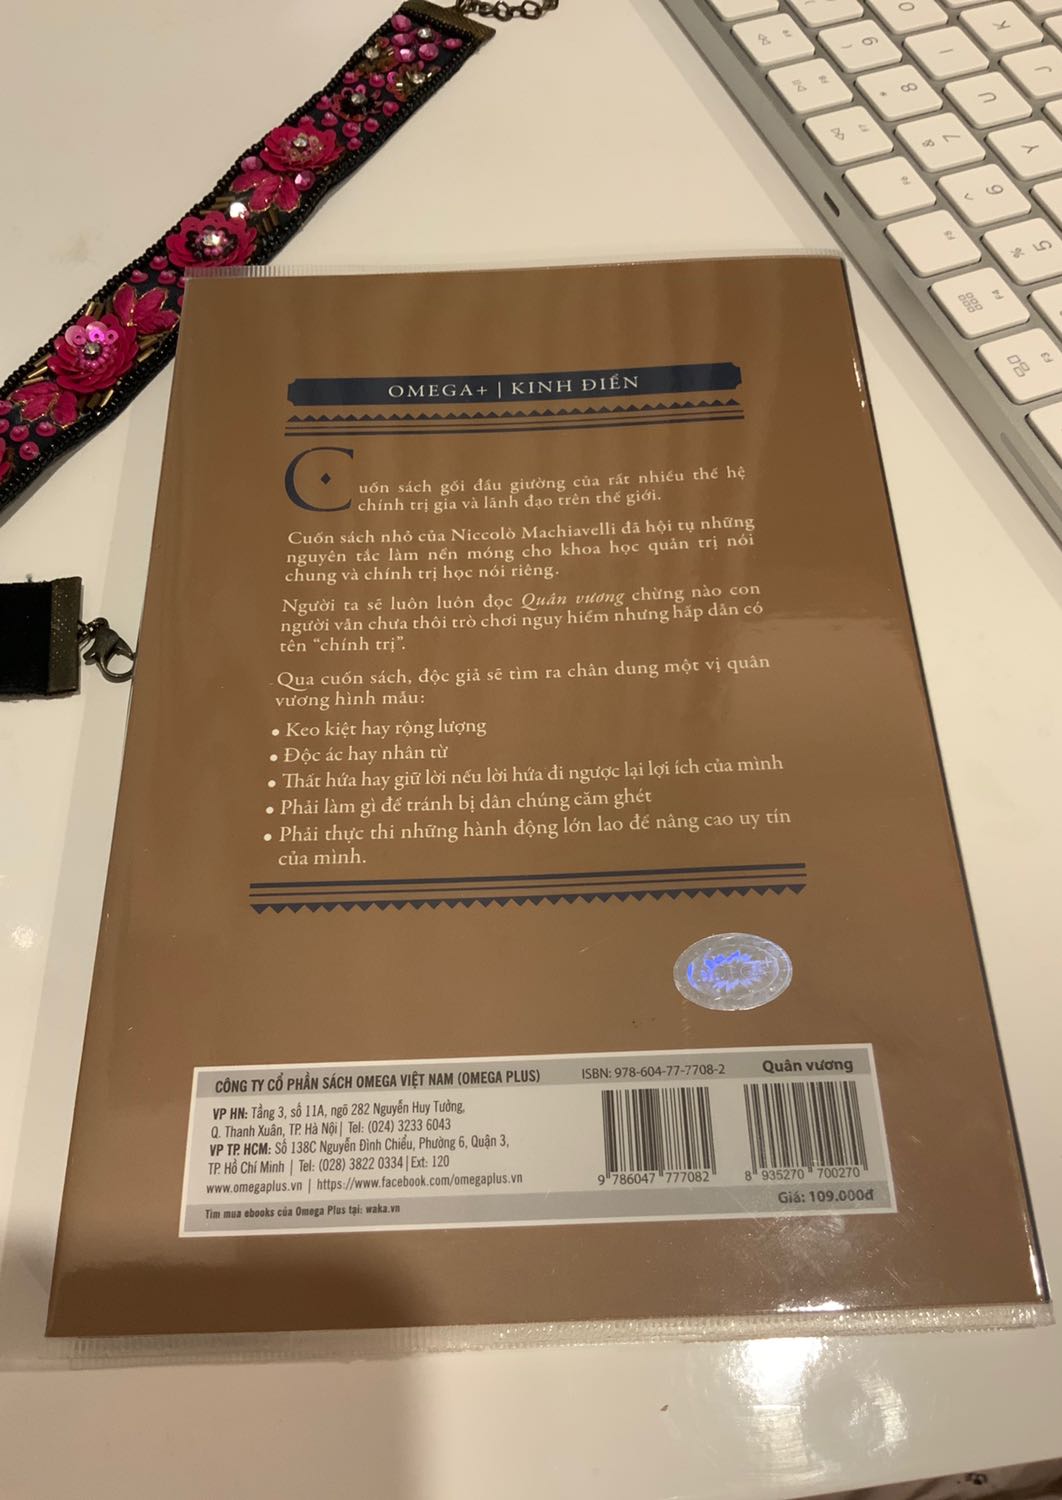 OMEGA+ | KINH ĐIỂN
Cuốn sách gối đầu giường của rất nhiều thế hệ
chính trị gia và lãnh đạo trên thế giới.
Cuốn sách nhỏ của Niccolò Machiavelli đã hội tụ những
nguyên tắc làm nền móng cho khoa học quản trị nói
chung và chính trị học nói riêng.
Người ta sẽ luôn luôn đọc Quân vương chừng nào con
người vẫn chưa thôi trò chơi nguy hiểm nhưng hấp dẫn có
tên “chính trị”.
Qua cuốn sách, độc giả sẽ tìm ra chân dung một vị quân
vương hình mẫu:
• Keo kiệt hay rộng lượng
• Độc ác hay nhân từ
• Thất hứa hay giữ lời nếu lời hứa đi ngược lại lợi ích của mình
• Phải làm gì để tránh bị dân chúng căm ghét
• Phải thực thi những hành động lớn lao để nâng cao uy tín
của mình.
CÔNG TY CỔ PHẦN SÁCH OMEGA VIỆT NAM (OMEGA PLUS)
VP HN: Tầng 3, số 11A, ngõ 282 Nguyễn Huy Tưởng,
Q. Thanh Xuân, TP. Hà Nội | Tel: (024) 3233 6043
VP TP. HCM: Số 138C Nguyễn Đình Chiểu, Phường 6, Quận 3,
TP. Hồ Chí Minh | Tel: (028) 3822 0334 | Ext: 120
www.omegaplus.vn | https://www.facebook.com/omegaplus.vn
Tìm mua ebooks của Omega Plus tại: waka.vn
ISBN: 978-604-77-7708-2
9 786047 777082
Quân vương
8 935270 700270
Giá: 109.000đ
O
K
J
I
U
Y
( 9
* 8
& 7
^ 6
% 5
F7
F6
F5
F4
F3